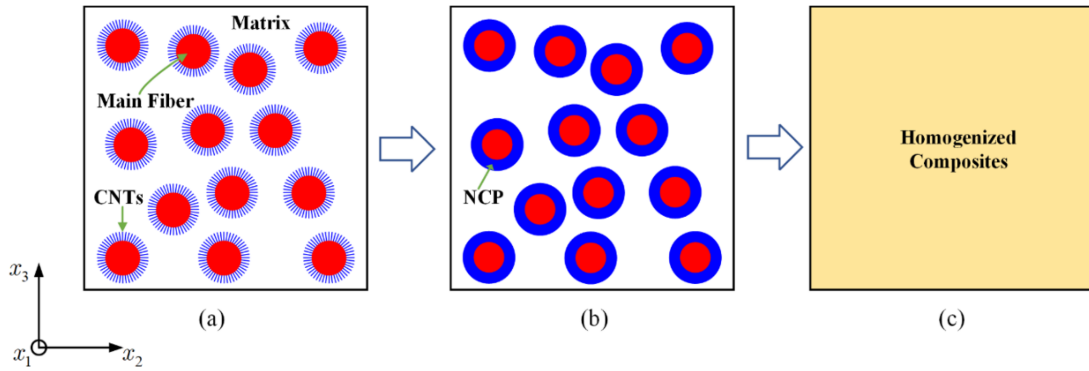 Matrix
Main Fiber
CNTs
NCP
Homogenized
Composites
x₃
x₁
x₂
(a)
(b)
(c)